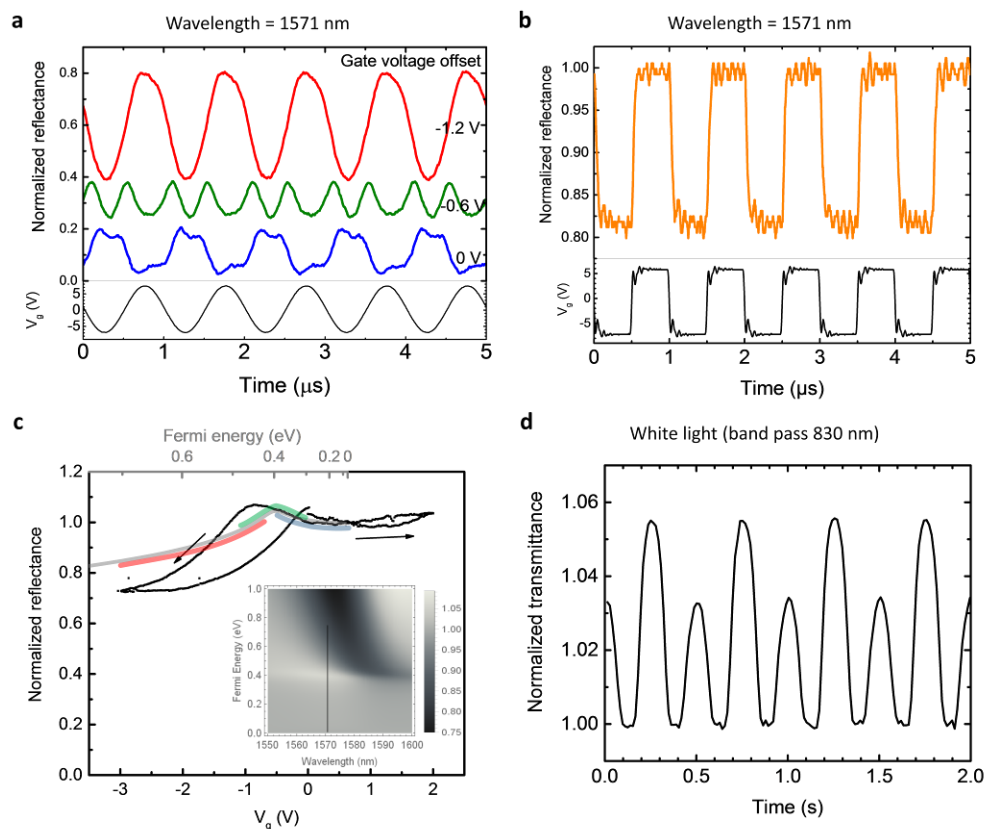 a
Wavelength = 1571 nm
Normalized reflectance
0.8
0.6
0.4
0.2
0.0
Gate voltage offset
-1.2 V
-0.6 V
0 V
V_g (V)
5
0
-5
0 1 2 3 4 5
Time (μs)
b
Wavelength = 1571 nm
Normalized reflectance
1.00
0.95
0.90
0.85
0.80
V_g (V)
5
0
-5
0 1 2 3 4 5
Time (μs)
c
Fermi energy (eV)
0.6 0.4 0.2 0
Normalized reflectance
1.2
1.0
0.8
0.6
0.4
0.2
0.0
-3 -2 -1 0 1 2
V_g (V)
Fermi Energy (eV)
1.0
0.8
0.6
0.4
0.2
0.0
1550 1560 1570 1580 1590 1600
Wavelength (nm)
1.05
1.00
0.95
0.90
0.85
0.80
0.75
d
White light (band pass 830 nm)
Normalized transmittance
1.06
1.04
1.02
1.00
0.0 0.5 1.0 1.5 2.0
Time (s)